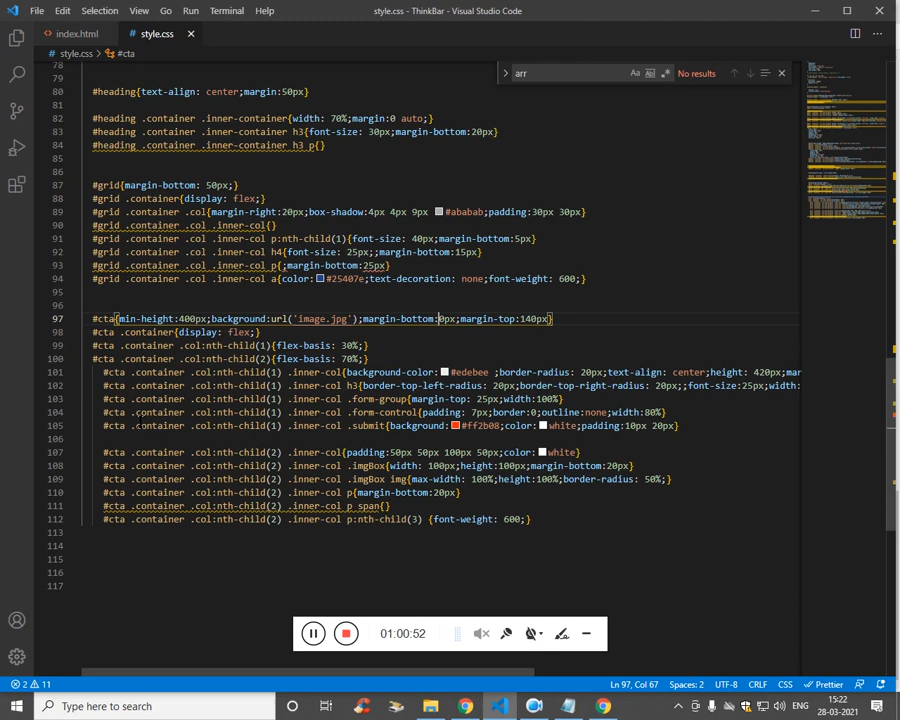 File Edit Selection View Go Run Terminal Help style.css - ThinkBar - Visual Studio Code
index.html style.css
style.css > #cta
arr Aa No results
78
79
80 #heading{text-align: center;margin:50px}
81
82 #heading .container .inner-container{width: 70%;margin:0 auto;}
83 #heading .container .inner-container h3{font-size: 30px;margin-bottom:20px}
84 #heading .container .inner-container h3 p{}
85
86
87 #grid{margin-bottom: 50px;}
88 #grid .container{display: flex;}
89 #grid .container .col{margin-right:20px;box-shadow:4px 4px 9px #ababab;padding:30px 30px}
90 #grid .container .col .inner-col{}
91 #grid .container .col .inner-col p:nth-child(1){font-size: 40px;margin-bottom:5px}
92 #grid .container .col .inner-col h4{font-size: 25px;;margin-bottom:15px}
93 #grid .container .col .inner-col p{;margin-bottom:25px}
94 #grid .container .col .inner-col a{color: #25407e;text-decoration: none;font-weight: 600;}
95
96
97 #cta{min-height:400px;background:url('image.jpg');margin-bottom:0px;margin-top:140px}
98 #cta .container{display: flex;}
99 #cta .container .col:nth-child(1){flex-basis: 30%;}
100 #cta .container .col:nth-child(2){flex-basis: 70%;}
101 #cta .container .col:nth-child(1) .inner-col{background-color: #edebee ;border-radius: 20px;text-align: center;height: 420px;mar
102 #cta .container .col:nth-child(1) .inner-col h3{border-top-left-radius: 20px;border-top-right-radius: 20px;;font-size:25px;width:
103 #cta .container .col:nth-child(1) .inner-col .form-group{margin-top: 25px;width:100%}
104 #cta .container .col:nth-child(1) .inner-col .form-control{padding: 7px;border:0;outline:none;width:80%}
105 #cta .container .col:nth-child(1) .inner-col .submit{background: #ff2b08;color: white;padding:10px 20px}
106
107 #cta .container .col:nth-child(2) .inner-col{padding:50px 50px 100px 50px;color: white}
108 #cta .container .col:nth-child(2) .inner-col .imgBox{width: 100px;height:100px;margin-bottom:20px}
109 #cta .container .col:nth-child(2) .inner-col .imgBox img{max-width: 100%;height:100%;border-radius: 50%;}
110 #cta .container .col:nth-child(2) .inner-col p{margin-bottom:20px}
111 #cta .container .col:nth-child(2) .inner-col p span{}
112 #cta .container .col:nth-child(2) .inner-col p:nth-child(3) {font-weight: 600;}
113
114
115
116
117
01:00:52
2 11 Ln 97, Col 67 Spaces: 2 UTF-8 CRLF CSS Prettier
Type here to search
ENG 15:22
28-03-2021